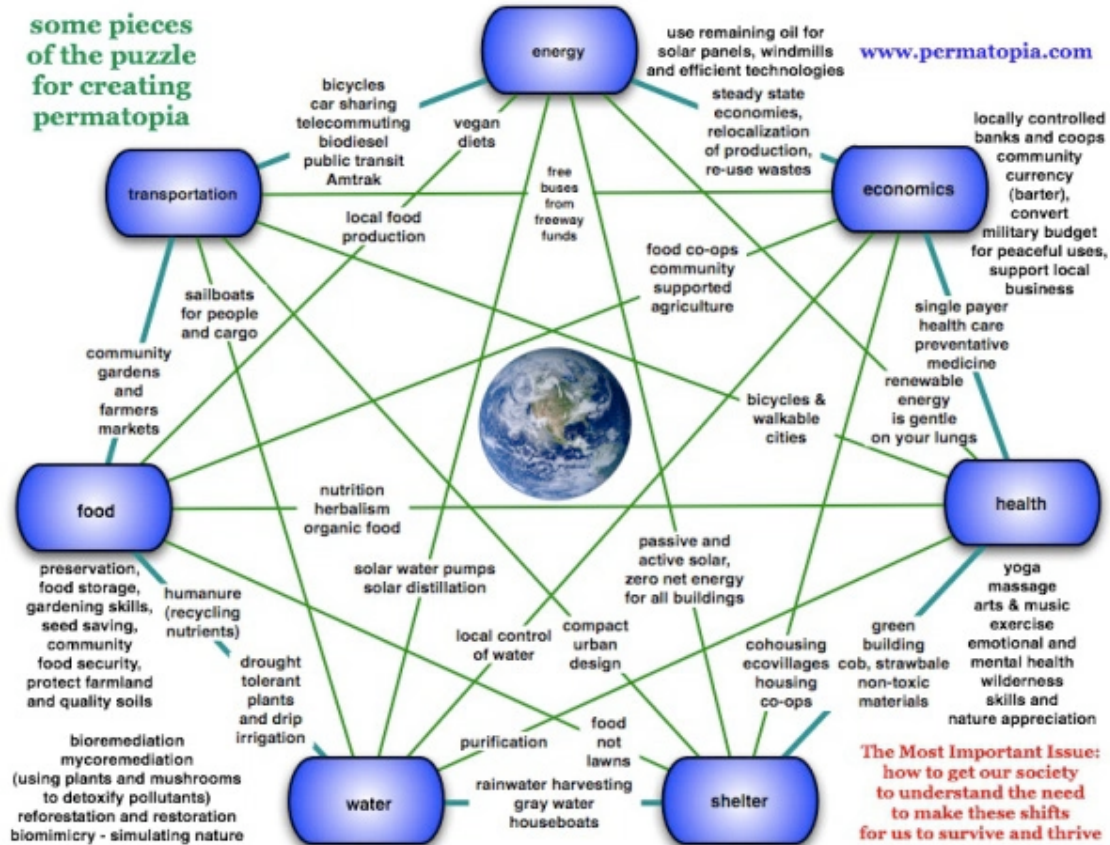 some pieces
of the puzzle
for creating
permatopia
energy
use remaining oil for
solar panels, windmills
and efficient technologies
www.permatopia.com
bicycles
car sharing
telecommuting
biodiesel
public transit
Amtrak
vegan
diets
steady state
economies,
relocalization
of production,
re-use wastes
locally controlled
banks and coops
community
currency
(barter),
convert
military budget
for peaceful uses,
support local
business
transportation
free
buses
from
freeway
funds
economics
local food
production
food co-ops
community
supported
agriculture
sailboats
for people
and cargo
single payer
health care
preventative
medicine
community
gardens
and
farmers
markets
renewable
energy
is gentle
on your lungs
bicycles &
walkable
cities
food
nutrition
herbalism
organic food
health
preservation,
food storage,
gardening skills,
seed saving,
community
food security,
protect farmland
and quality soils
humanure
(recycling
nutrients)
solar water pumps
solar distillation
passive and
active solar,
zero net energy
for all buildings
yoga
massage
arts & music
exercise
emotional and
mental health
wilderness
skills and
nature appreciation
drought
tolerant
plants
and drip
irrigation
local control
of water
compact
urban
design
cohousing
ecovillages
housing
co-ops
green
building
cob, strawbale
non-toxic
materials
bioremediation
mycoremediation
(using plants and mushrooms
to detoxify pollutants)
reforestation and restoration
biomimicry - simulating nature
purification
food
not
lawns
water
rainwater harvesting
gray water
houseboats
shelter
The Most Important Issue:
how to get our society
to understand the need
to make these shifts
for us to survive and thrive